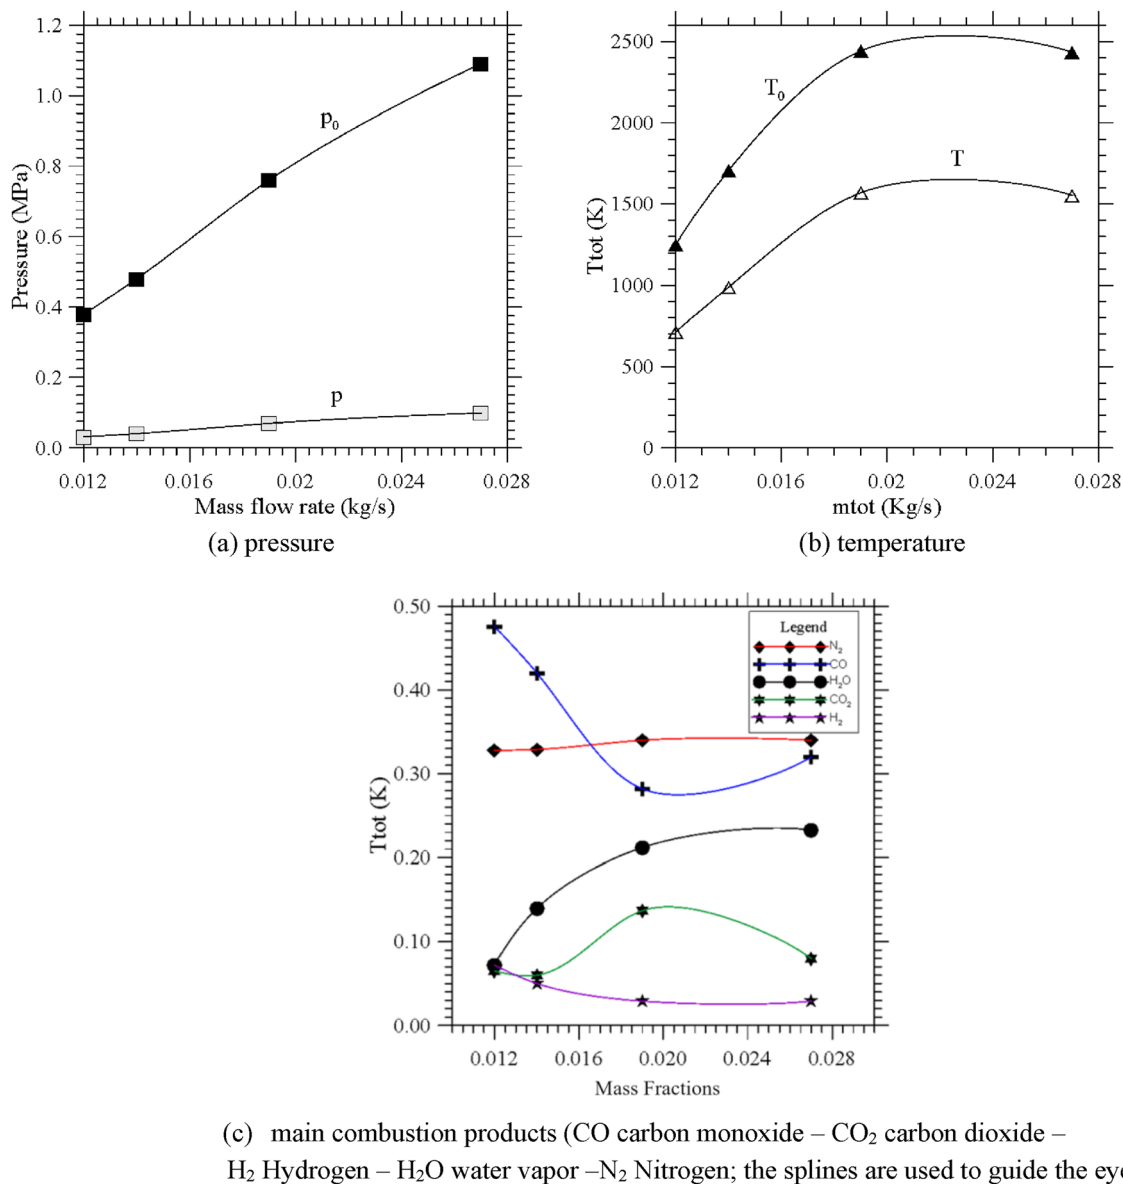 1.2
1.0
0.8
0.6
0.4
0.2
0.0
Pressure (MPa)
p0
p
0.012 0.016 0.02 0.024 0.028
Mass flow rate (kg/s)
(a) pressure
2500
2000
1500
1000
500
0
Ttot (K)
T0
T
0.012 0.016 0.02 0.024 0.028
mtot (Kg/s)
(b) temperature
0.50
0.40
0.30
0.20
0.10
0.00
Ttot (K)
Legend
N2
CO
H2O
CO2
H2
0.012 0.016 0.020 0.024 0.028
Mass Fractions
(c) main combustion products (CO carbon monoxide – CO2 carbon dioxide –
H2 Hydrogen – H2O water vapor –N2 Nitrogen; the splines are used to guide the eye